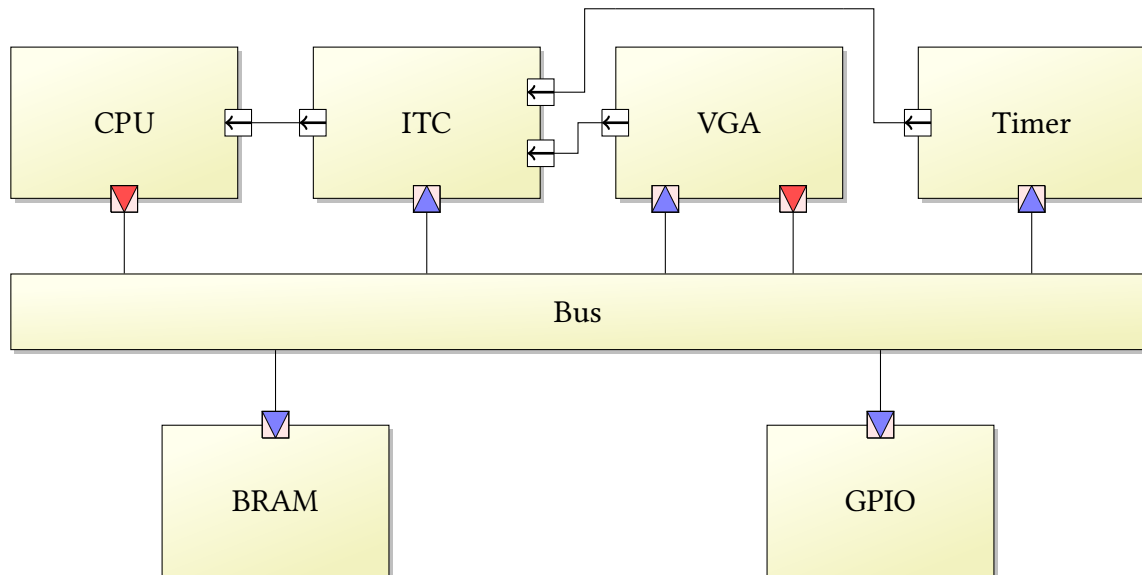 CPU
ITC
VGA
Timer
Bus
BRAM
GPIO